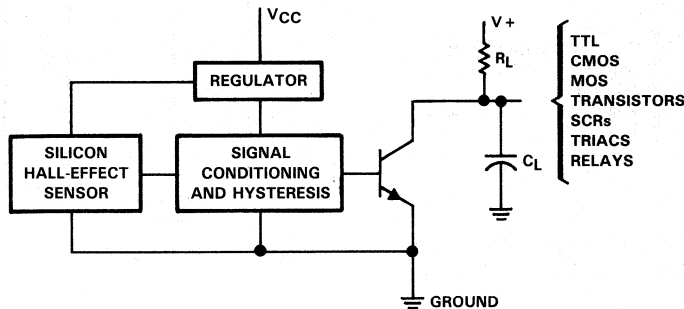 VCC
REGULATOR
SILICON
HALL-EFFECT
SENSOR
SIGNAL
CONDITIONING
AND HYSTERESIS
V+
RL
CL
GROUND
TTL
CMOS
MOS
TRANSISTORS
SCRs
TRIACS
RELAYS